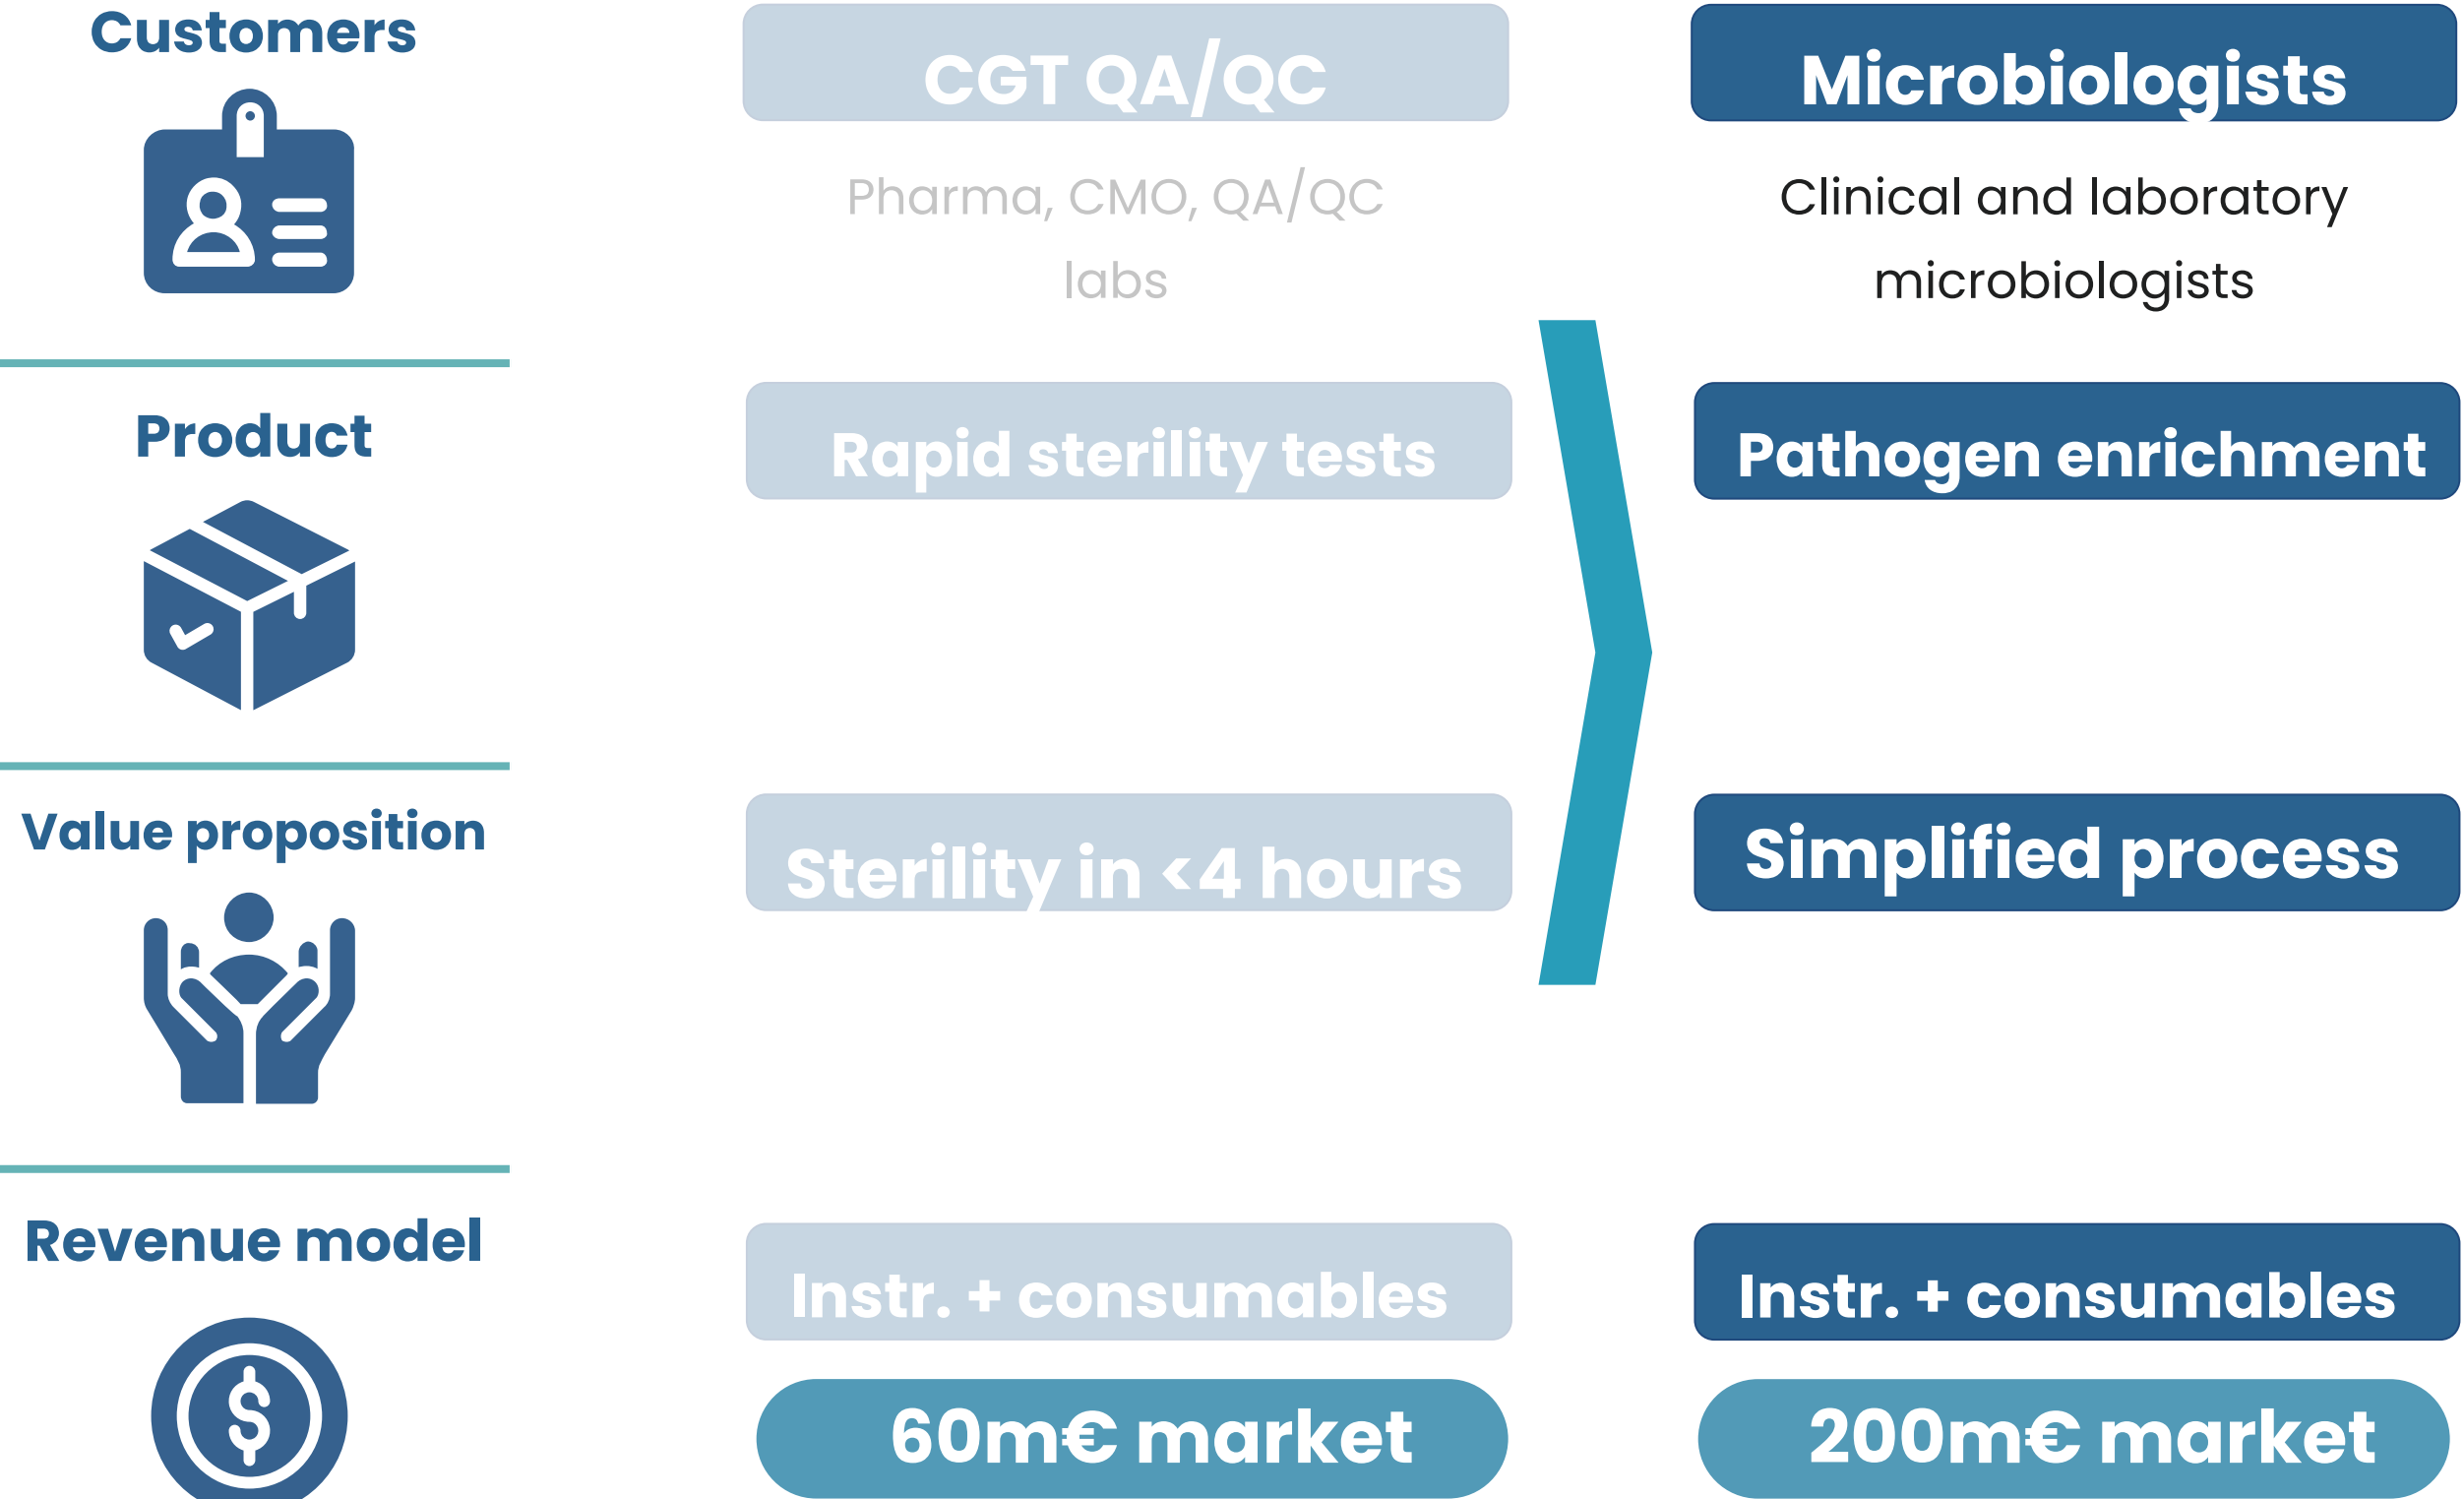 Customers
CGT QA/QC
Microbiologists
Pharma, CMO, QA/QC
labs
Clinical and laboratory
microbiologists
Product
Rapid sterility tests
Pathogen enrichment
Value proposition
Sterility in <4 hours
Simplified process
Revenue model
Instr. + consumables
Instr. + consumables
60m€ market
200m€ market